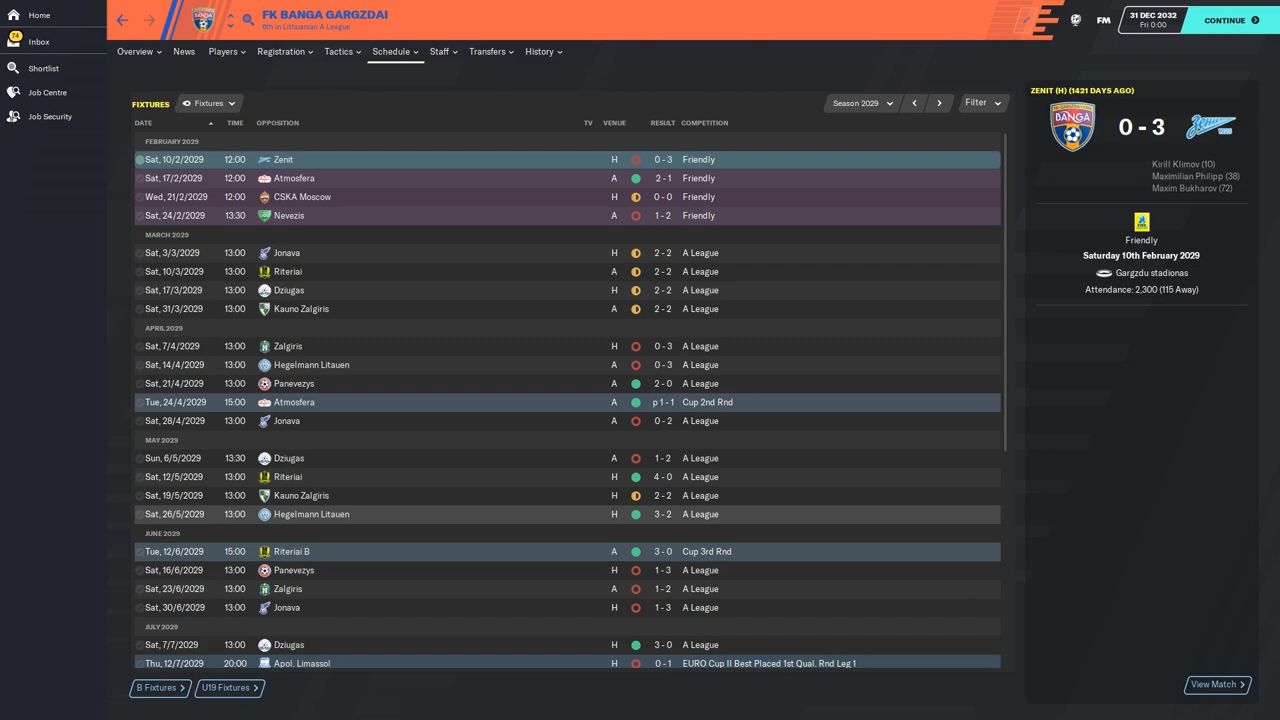 Home
74
Inbox
Shortlist
Job Centre
Job Security
BANGA
FK BANGA GARGZDAI
6th in Lithuanian A League
FM
31 DEC 2032
Fri 0:00
CONTINUE
Overview
News
Players
Registration
Tactics
Schedule
Staff
Transfers
History
FIXTURES
Fixtures
Season 2029
Filter
DATE TIME OPPOSITION TV VENUE RESULT COMPETITION
FEBRUARY 2029
Sat, 10/2/2029 12:00 Zenit H 0 - 3 Friendly
Sat, 17/2/2029 12:00 Atmosfera A 2 - 1 Friendly
Wed, 21/2/2029 12:00 CSKA Moscow H 0 - 0 Friendly
Sat, 24/2/2029 13:30 Nevezis A 1 - 2 Friendly
MARCH 2029
Sat, 3/3/2029 13:00 Jonava H 2 - 2 A League
Sat, 10/3/2029 13:00 Riteriai A 2 - 2 A League
Sat, 17/3/2029 13:00 Dziugas H 2 - 2 A League
Sat, 31/3/2029 13:00 Kauno Zalgiris A 2 - 2 A League
APRIL 2029
Sat, 7/4/2029 13:00 Zalgiris H 0 - 3 A League
Sat, 14/4/2029 13:00 Hegelmann Litauen A 0 - 3 A League
Sat, 21/4/2029 13:00 Panevezys A 2 - 0 A League
Tue, 24/4/2029 15:00 Atmosfera A p 1 - 1 Cup 2nd Rnd
Sat, 28/4/2029 13:00 Jonava A 0 - 2 A League
MAY 2029
Sun, 6/5/2029 13:30 Dziugas A 1 - 2 A League
Sat, 12/5/2029 13:00 Riteriai H 4 - 0 A League
Sat, 19/5/2029 13:00 Kauno Zalgiris H 2 - 2 A League
Sat, 26/5/2029 13:00 Hegelmann Litauen H 3 - 2 A League
JUNE 2029
Tue, 12/6/2029 15:00 Riteriai B A 3 - 0 Cup 3rd Rnd
Sat, 16/6/2029 13:00 Panevezys H 1 - 3 A League
Sat, 23/6/2029 13:00 Zalgiris A 1 - 2 A League
Sat, 30/6/2029 13:00 Jonava H 1 - 3 A League
JULY 2029
Sat, 7/7/2029 13:00 Dziugas H 3 - 0 A League
Thu, 12/7/2029 20:00 Apol. Limassol H 0 - 1 EURO Cup II Best Placed 1st Qual. Rnd Leg 1
B Fixtures
U19 Fixtures
ZENIT (H) (1421 DAYS AGO)
BANGA
0 - 3
Kirill Klimov (10)
Maximilian Philipp (38)
Maxim Bukharov (72)
Friendly
Saturday 10th February 2029
Gargzdu stadionas
Attendance: 2,300 (115 Away)
View Match